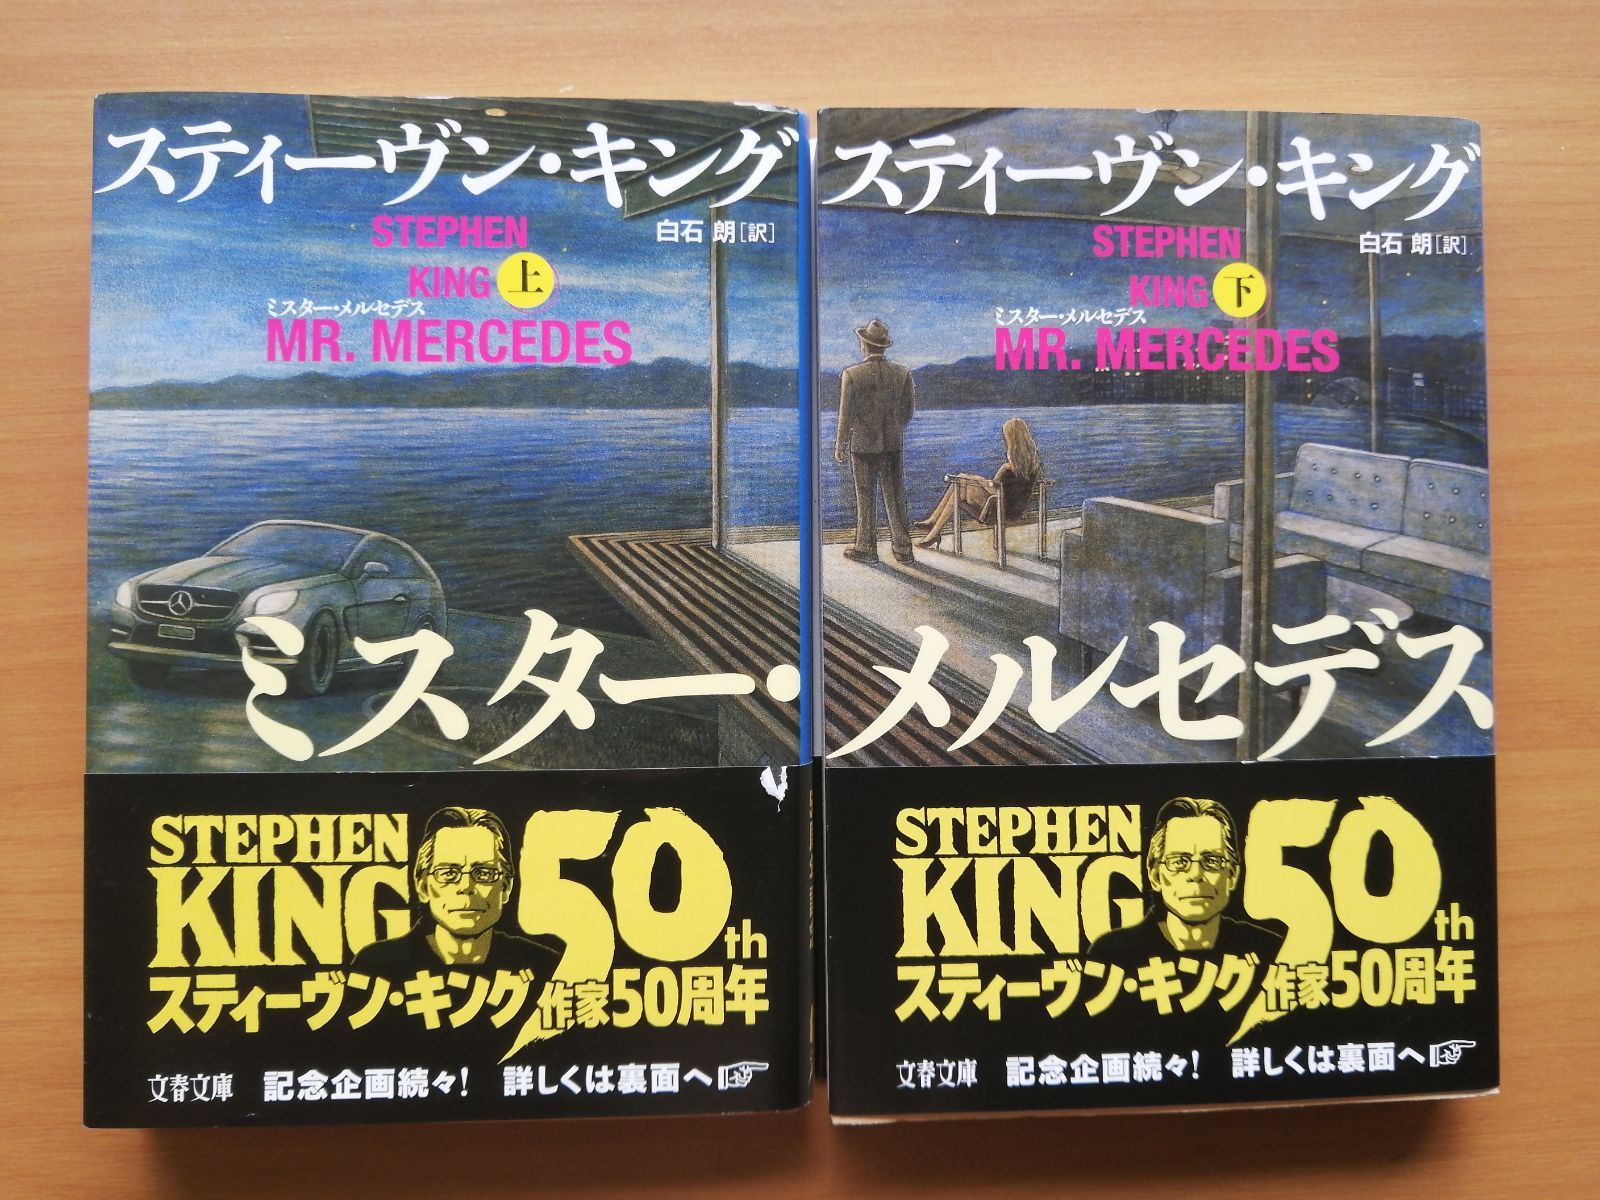 スティーヴン・キング
白石 朗[訳]
STEPHEN
KING 上
ミスター・メルセデス
MR. MERCEDES
ミスター・
STEPHEN
KING 50th
スティーヴン・キング 作家50周年
文春文庫 記念企画続々! 詳しくは裏面へ
スティーヴン・キング
白石 朗[訳]
STEPHEN
KING 下
ミスター・メルセデス
MR. MERCEDES
メルセデス
STEPHEN
KING 50th
スティーヴン・キング 作家50周年
文春文庫 記念企画続々! 詳しくは裏面へ